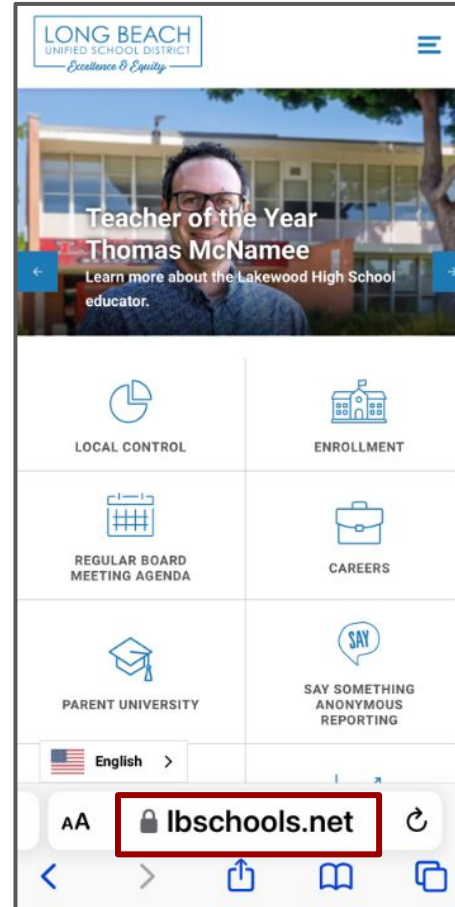 LONG BEACH
UNIFIED SCHOOL DISTRICT
Excellence & Equity
Teacher of the Year
Thomas McNamee
Learn more about the Lakewood High School
educator.
LOCAL CONTROL
ENROLLMENT
REGULAR BOARD
MEETING AGENDA
CAREERS
PARENT UNIVERSITY
SAY
SAY SOMETHING
ANONYMOUS
REPORTING
English
AA
lbschools.net